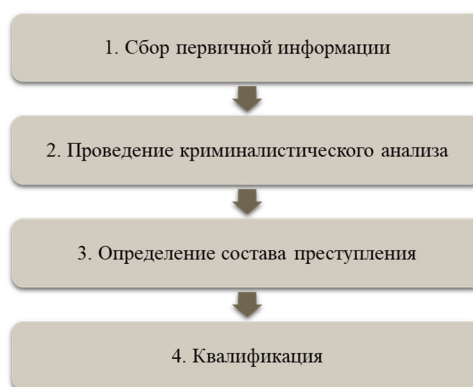 1. Сбор первичной информации
2. Проведение криминалистического анализа
3. Определение состава преступления
4. Квалификация